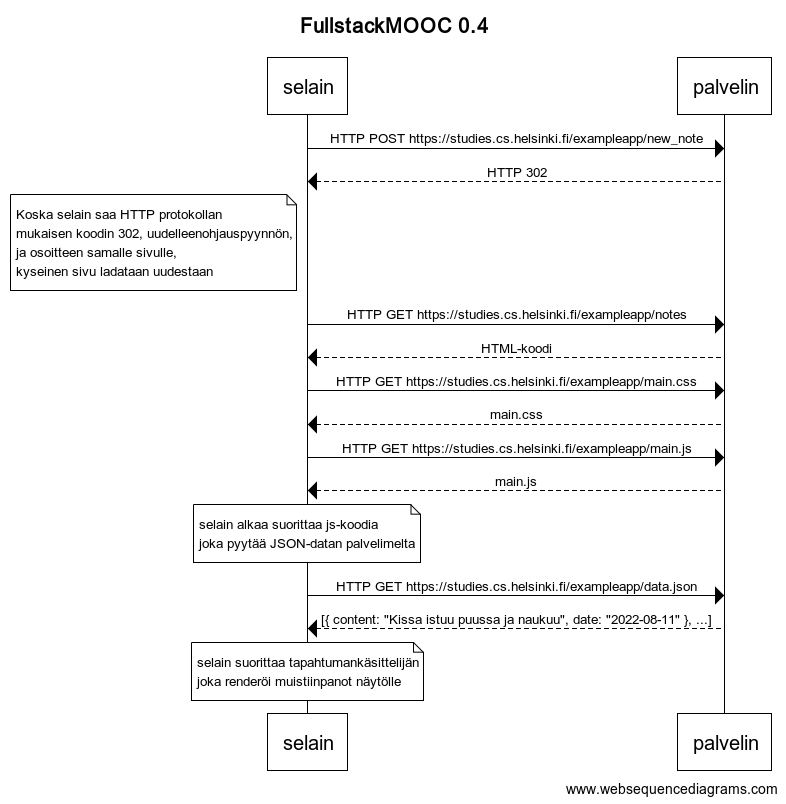 FullstackMOOC 0.4
selain
palvelin
HTTP POST https://studies.cs.helsinki.fi/exampleapp/new_note
HTTP 302
Koska selain saa HTTP protokollan
mukaisen koodin 302, uudelleenohjauspyynnön,
ja osoitteen samalle sivulle,
kyseinen sivu ladataan uudestaan
HTTP GET https://studies.cs.helsinki.fi/exampleapp/notes
HTML-koodi
HTTP GET https://studies.cs.helsinki.fi/exampleapp/main.css
main.css
HTTP GET https://studies.cs.helsinki.fi/exampleapp/main.js
main.js
selain alkaa suorittaa js-koodia
joka pyytää JSON-datan palvelimelta
HTTP GET https://studies.cs.helsinki.fi/exampleapp/data.json
[{ content: "Kissa istuu puussa ja naukuu", date: "2022-08-11" }, ...]
selain suorittaa tapahtumankäsittelijän
joka renderöi muistiinpanot näytölle
selain
palvelin
www.websequencediagrams.com